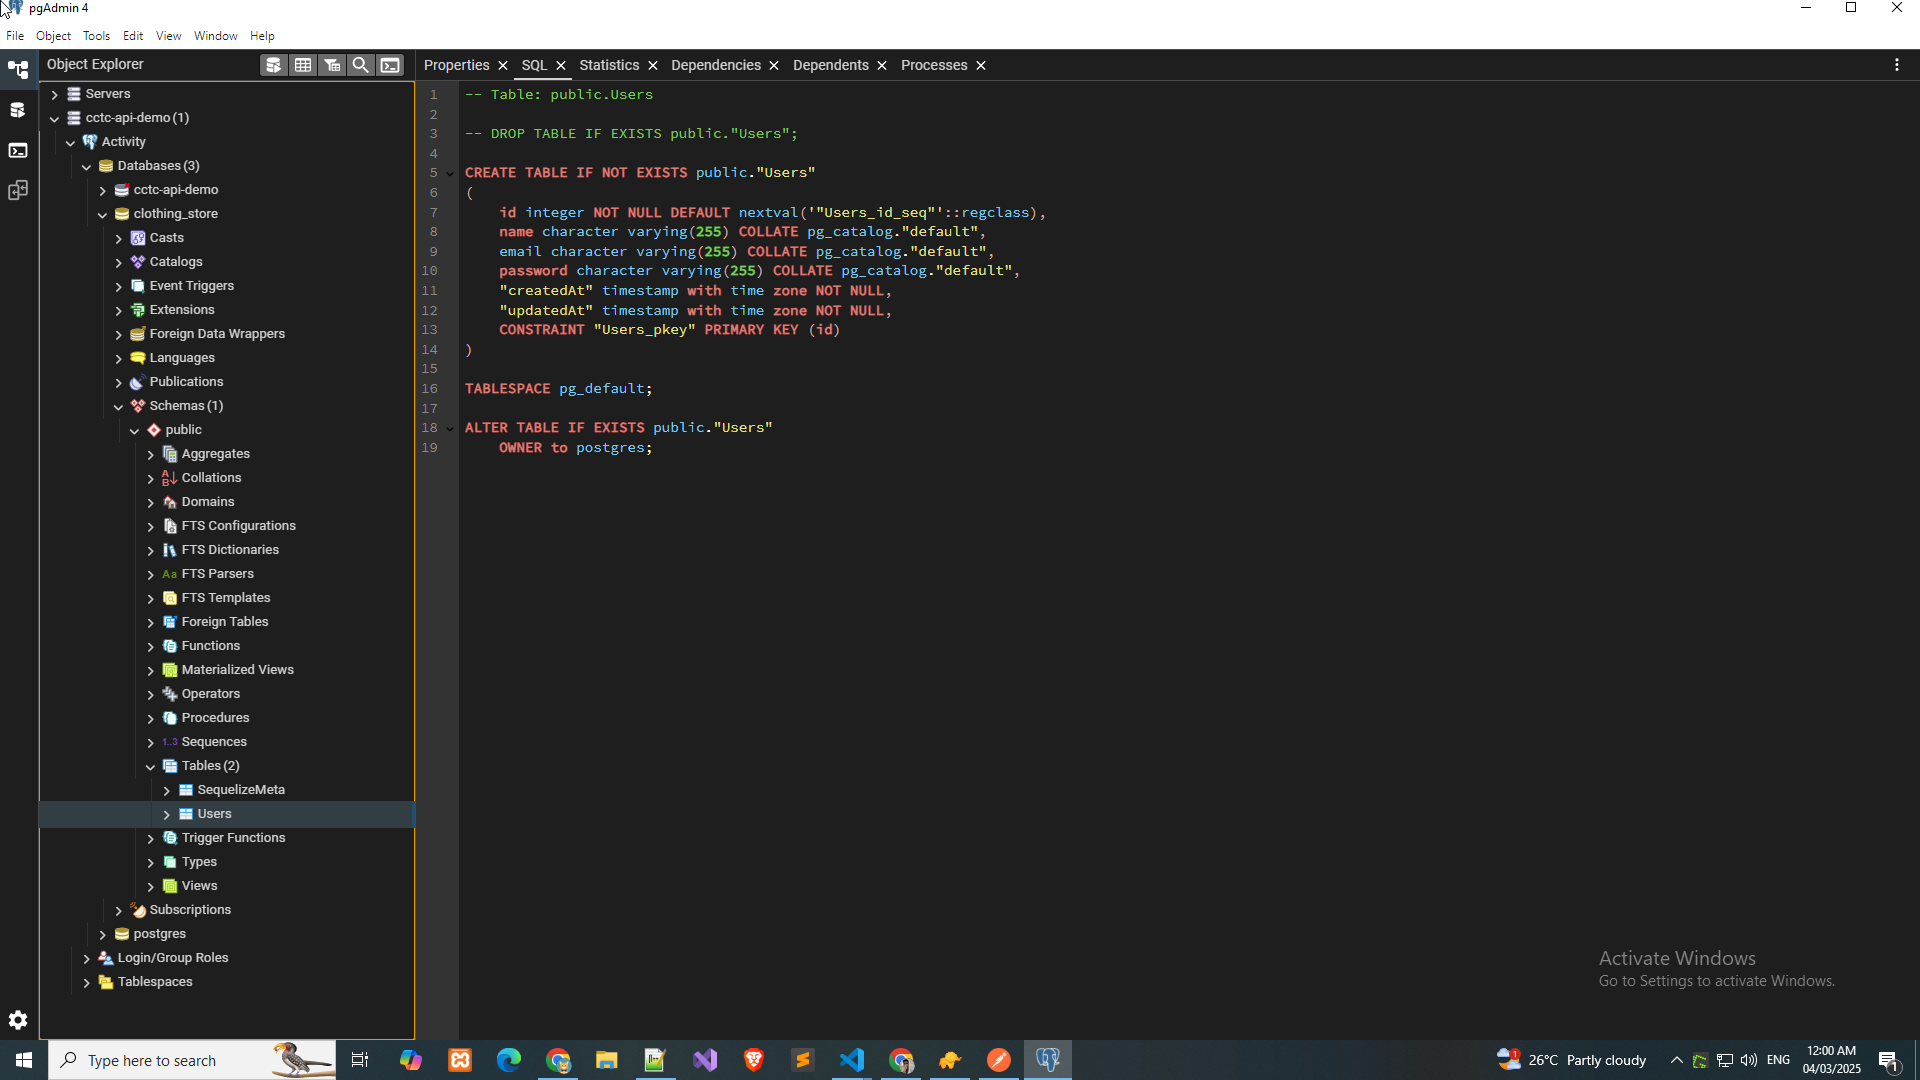 pgAdmin 4
File Object Tools Edit View Window Help
Object Explorer
Properties SQL Statistics Dependencies Dependents Processes
Servers
cctc-api-demo (1)
Activity
Databases (3)
cctc-api-demo
clothing_store
Casts
Catalogs
Event Triggers
Extensions
Foreign Data Wrappers
Languages
Publications
Schemas (1)
public
Aggregates
Collations
Domains
FTS Configurations
FTS Dictionaries
Aa FTS Parsers
FTS Templates
Foreign Tables
Functions
Materialized Views
Operators
Procedures
1..3 Sequences
Tables (2)
SequelizeMeta
Users
Trigger Functions
Types
Views
Subscriptions
postgres
Login/Group Roles
Tablespaces
1 -- Table: public.Users
2
3 -- DROP TABLE IF EXISTS public."Users";
4
5 CREATE TABLE IF NOT EXISTS public."Users"
6 (
7 id integer NOT NULL DEFAULT nextval('"Users_id_seq"'::regclass),
8 name character varying(255) COLLATE pg_catalog."default",
9 email character varying(255) COLLATE pg_catalog."default",
10 password character varying(255) COLLATE pg_catalog."default",
11 "createdAt" timestamp with time zone NOT NULL,
12 "updatedAt" timestamp with time zone NOT NULL,
13 CONSTRAINT "Users_pkey" PRIMARY KEY (id)
14 )
15
16 TABLESPACE pg_default;
17
18 ALTER TABLE IF EXISTS public."Users"
19 OWNER to postgres;
Activate Windows
Go to Settings to activate Windows.
Type here to search
1
26°C Partly cloudy
ENG
12:00 AM
04/03/2025
1